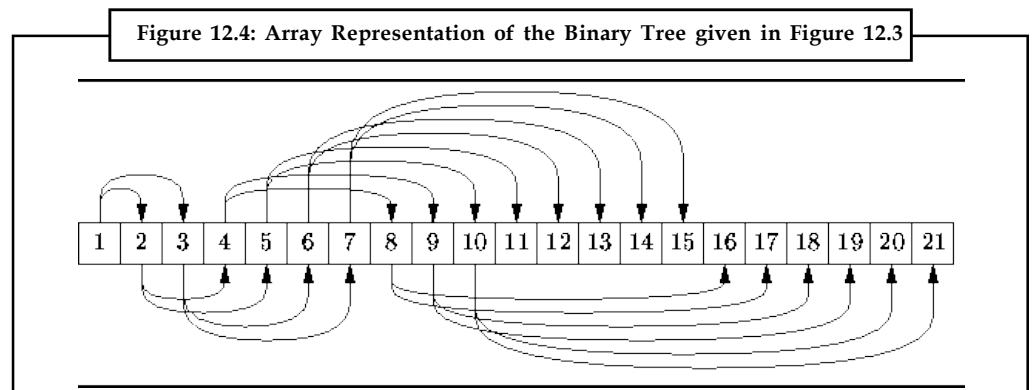 Figure 12.4: Array Representation of the Binary Tree given in Figure 12.3
1 2 3 4 5 6 7 8 9 10 11 12 13 14 15 16 17 18 19 20 21